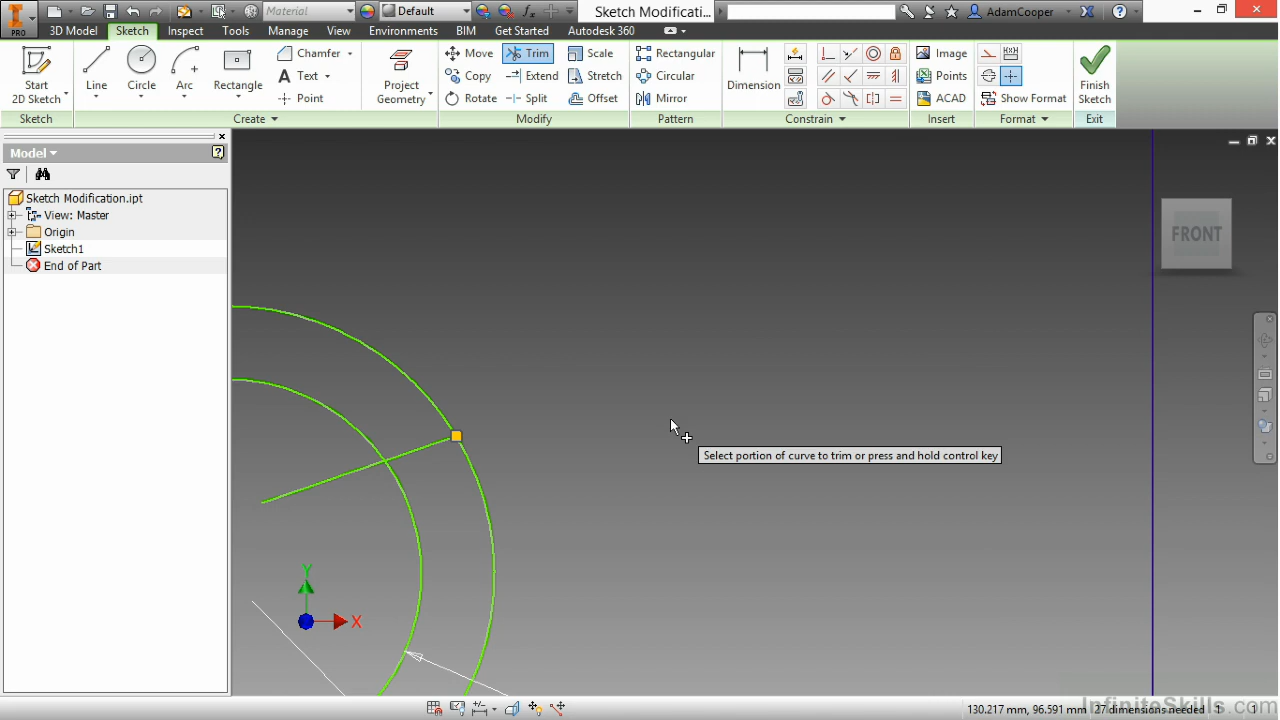 Material
Default
Sketch Modificati...
AdamCooper
PRO
3D Model
Sketch
Inspect
Tools
Manage
View
Environments
BIM
Get Started
Autodesk 360
Start
2D Sketch
Line
Circle
Arc
Rectangle
Chamfer
Text
Point
Project
Geometry
Move
Copy
Rotate
Trim
Extend
Split
Scale
Stretch
Offset
Rectangular
Circular
Mirror
Dimension
Image
Points
ACAD
Show Format
Finish
Sketch
Sketch
Create
Modify
Pattern
Constrain
Insert
Format
Exit
Model
Sketch Modification.ipt
View: Master
Origin
Sketch1
End of Part
FRONT
Select portion of curve to trim or press and hold control key
Y
X
130.217 mm, 96.591 mm
27 dimensions needed
1
1
InfiniteSkills.com